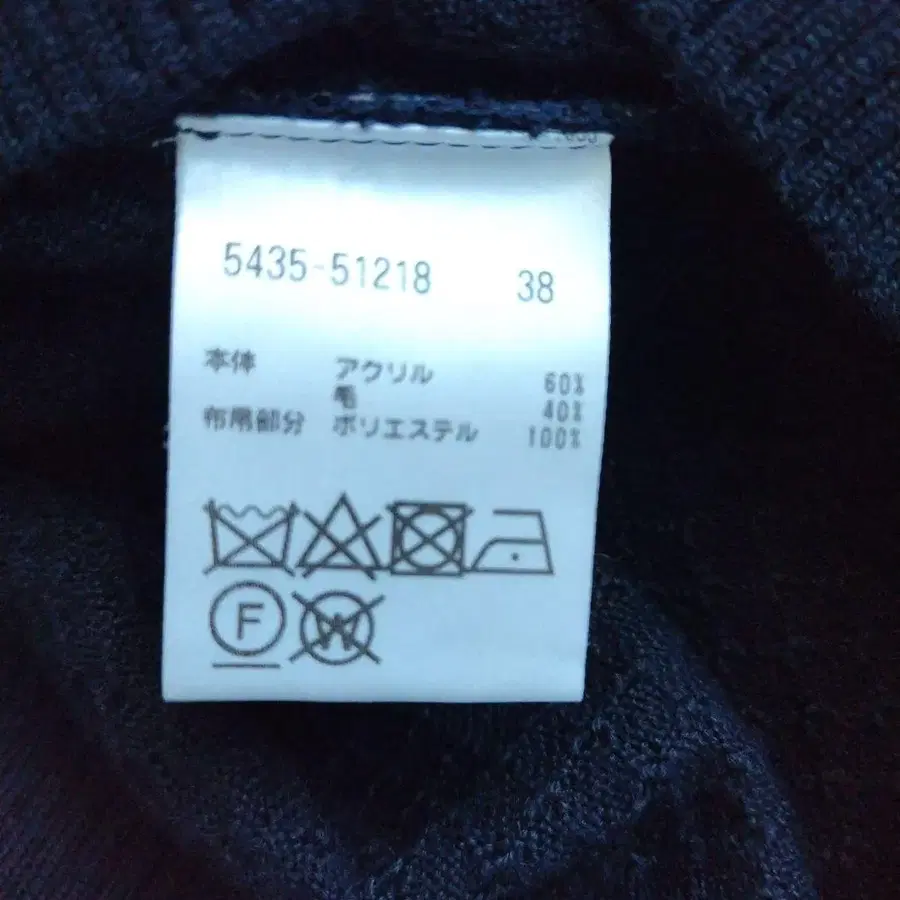 5435-51218 38
本体 アクリル 60%
毛 40%
布帛部分 ポリエステル 100%
F
W